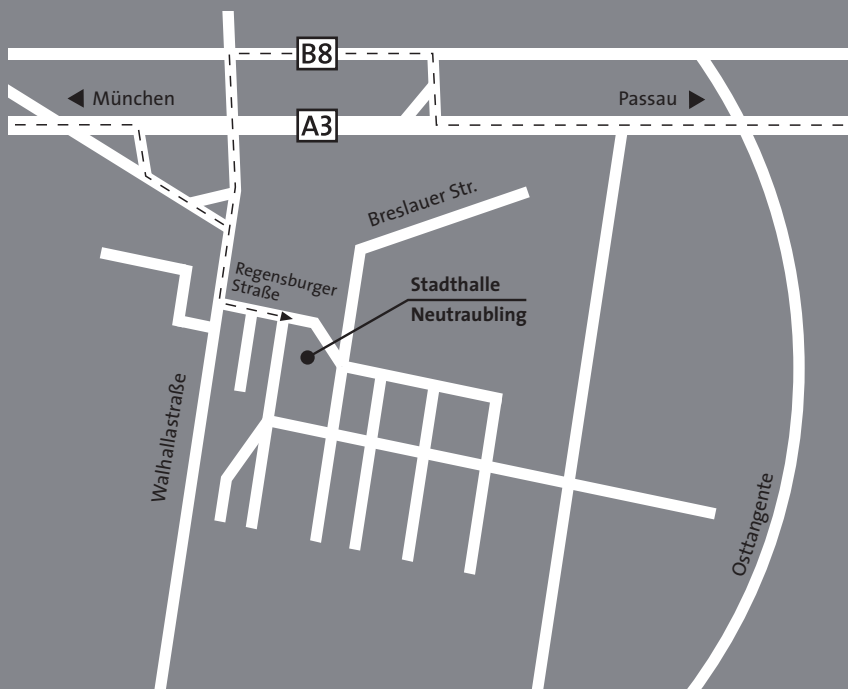 B8
◀ München
Passau ▶
A3
Breslauer Str.
Regensburger
Straße
Stadthalle
Neutraubling
Walhallastraße
Osttangente